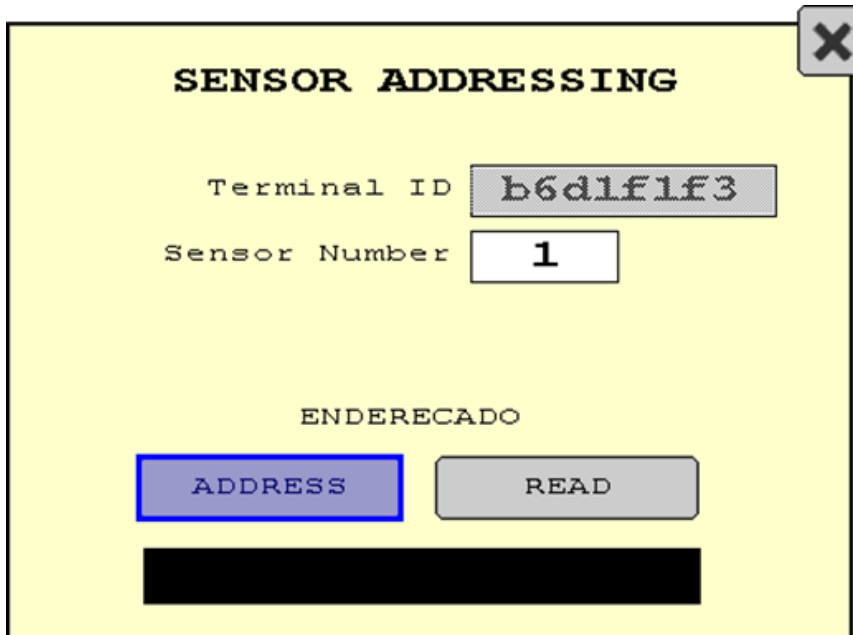 SENSOR ADDRESSING
Terminal ID b6d1f1f3
Sensor Number 1
ENDERECADO
ADDRESS READ